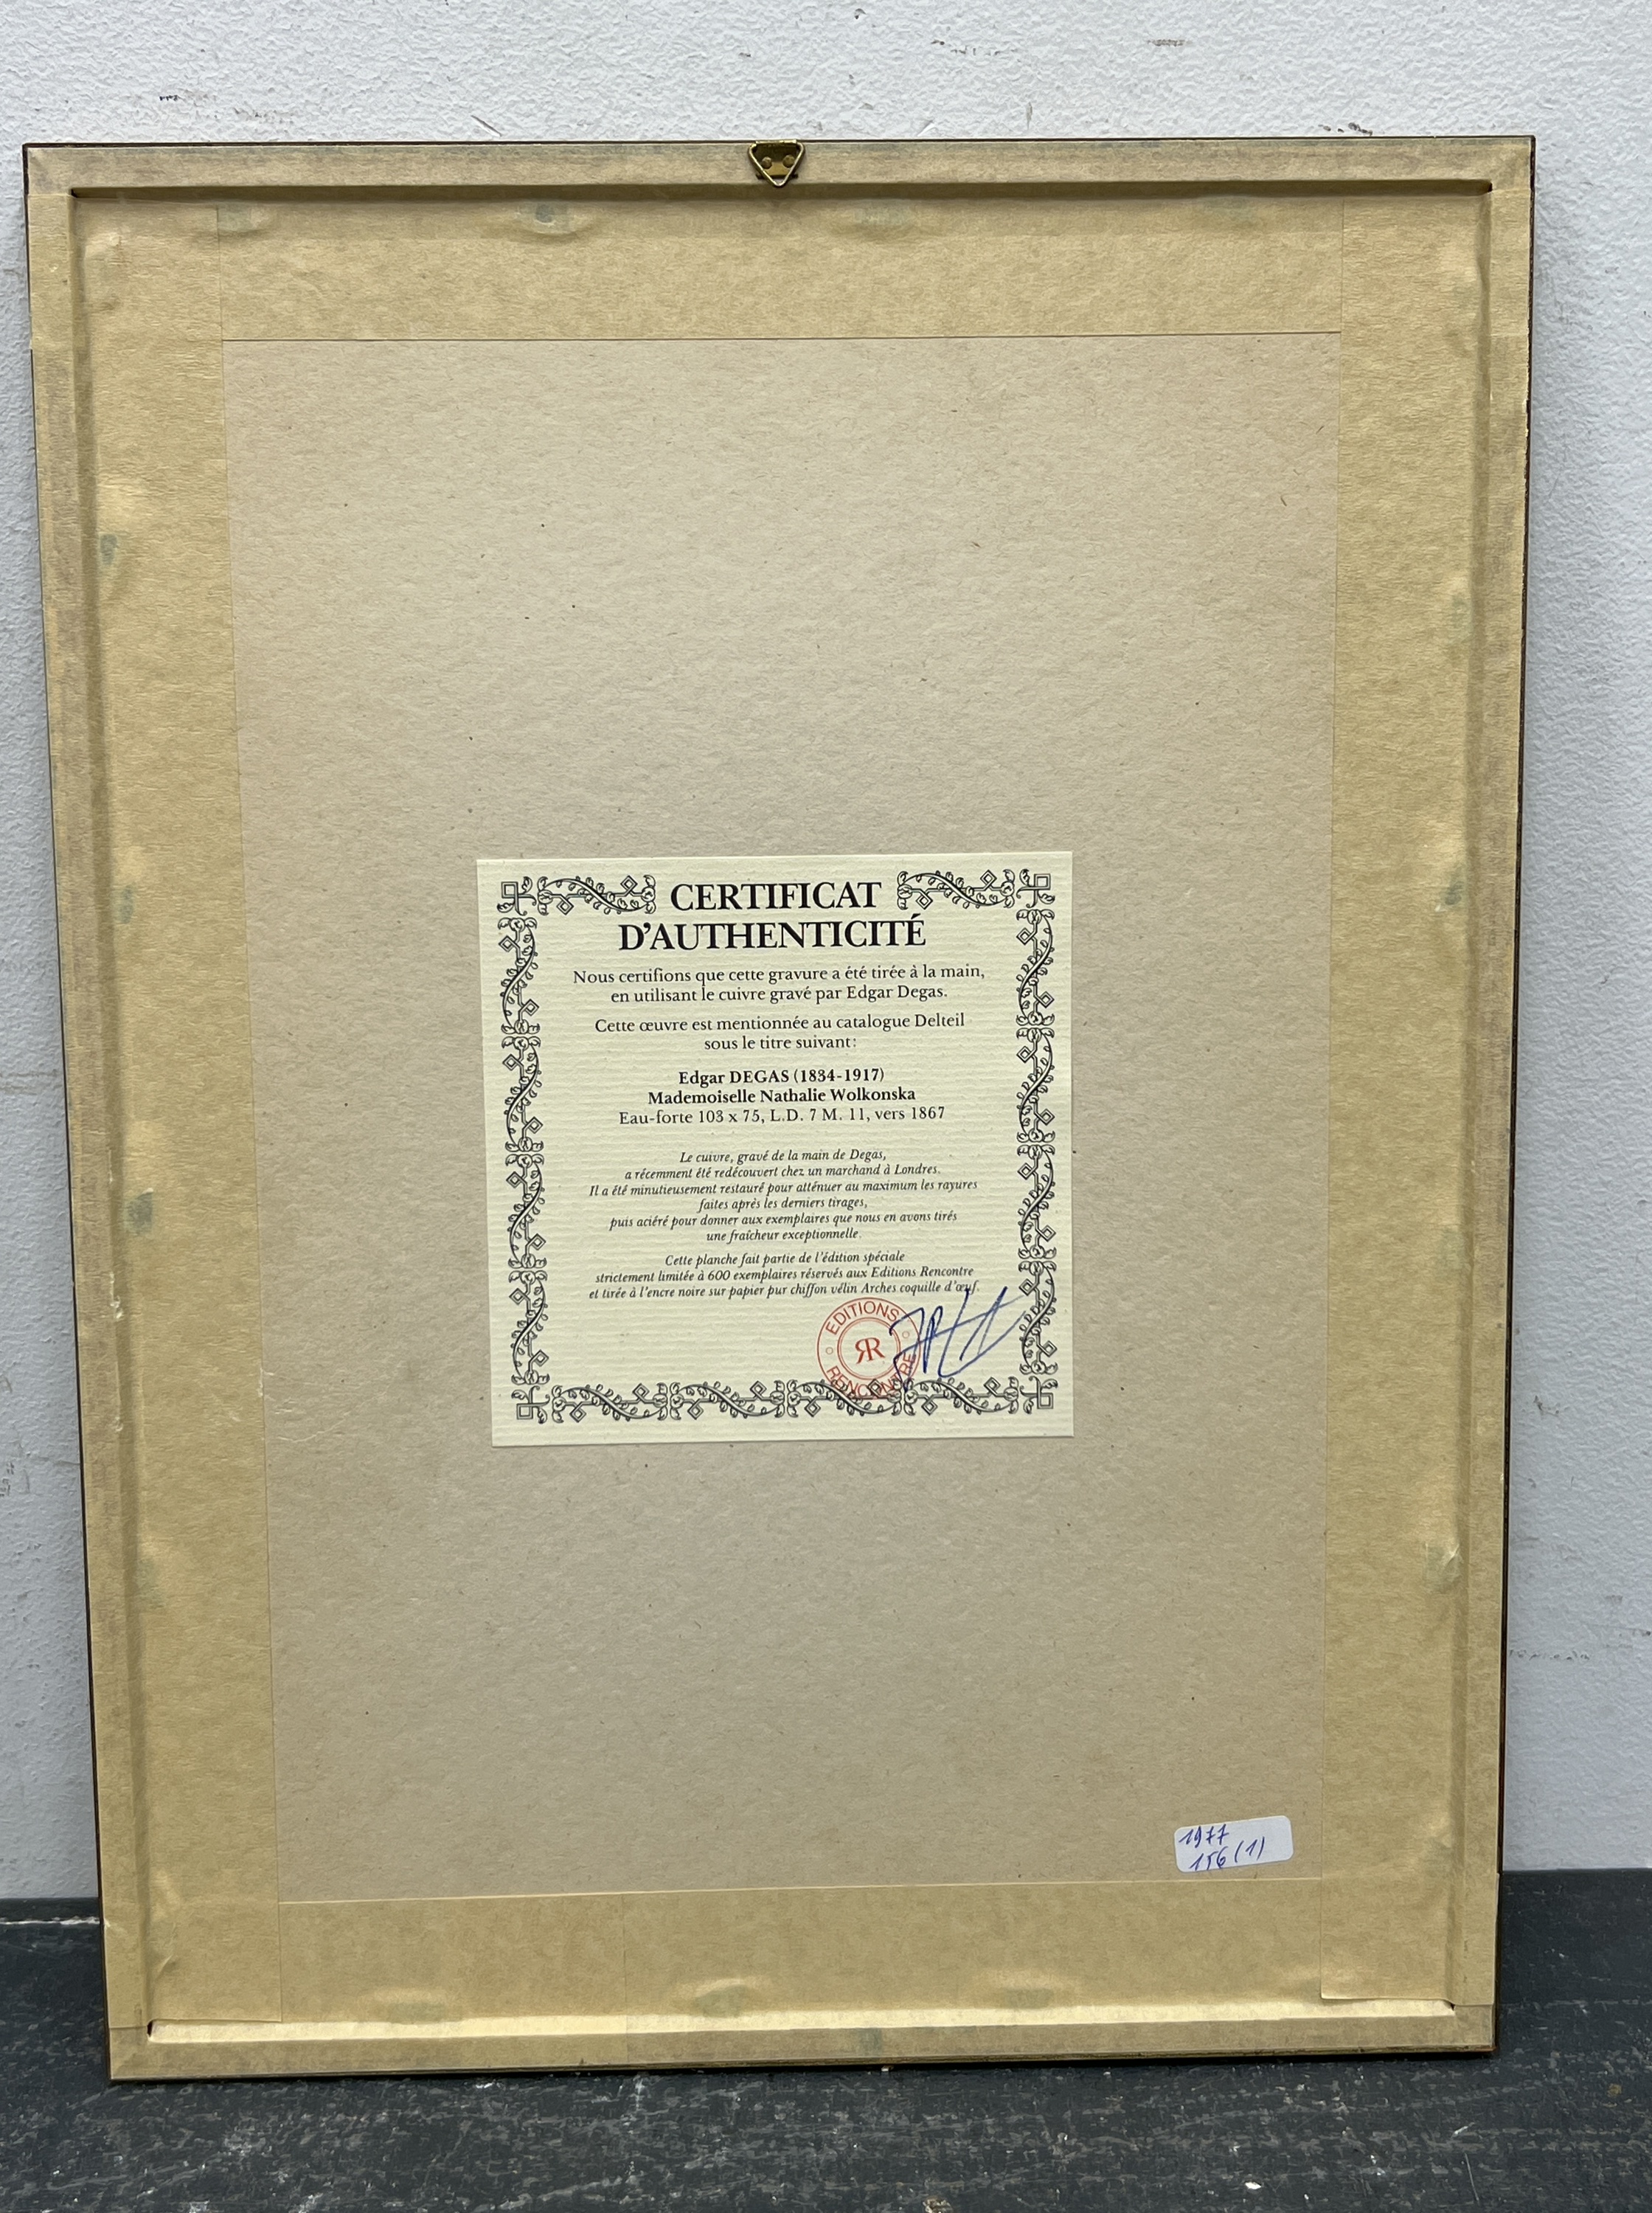 CERTIFICAT
D'AUTHENTICITÉ
Nous certifions que cette gravure a été tirée à la main,
en utilisant le cuivre gravé par Edgar Degas.
Cette œuvre est mentionnée au catalogue Delteil
sous le titre suivant:
Edgar DEGAS (1834-1917)
Mademoiselle Nathalie Wolkonska
Eau-forte 103 x 75, L.D. 7 M. 11, vers 1867
Le cuivre, gravé de la main de Degas,
a récemment été redécouvert chez un marchand à Londres.
Il a été minutieusement restauré pour atténuer au maximum les rayures
faites après les derniers tirages,
puis aciéré pour donner aux exemplaires que nous en avons tirés
une fraîcheur exceptionnelle.
Cette planche fait partie de l'édition spéciale
strictement limitée à 600 exemplaires réservés aux Editions Rencontre
et tirée à l'encre noire sur papier pur chiffon vélin Arches coquille d'œuf.
EDITIONS
RR
RENCONTRE
1977
156 (1)